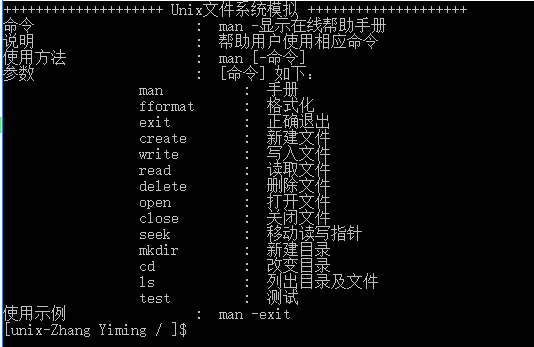 ++++++++++++++++++++ Unix文件系统模拟 ++++++++++++++++++++
命令 : man -显示在线帮助手册
说明 : 帮助用户使用相应命令
使用方法 : man [-命令]
参数 : [命令] 如下:
man : 手册
fformat : 格式化
exit : 正确退出
create : 新建文件
write : 写入文件
read : 读取文件
delete : 删除文件
open : 打开文件
close : 关闭文件
seek : 移动读写指针
mkdir : 新建目录
cd : 改变目录
ls : 列出目录及文件
test : 测试
使用示例 : man -exit
[unix-Zhang Yiming / ]$